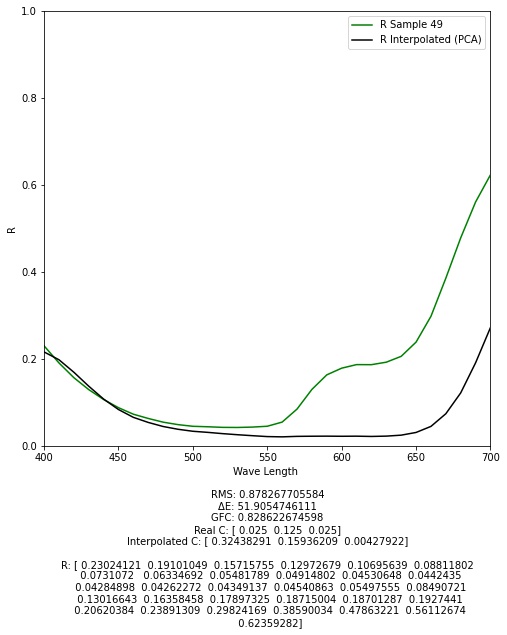 R Sample 49
R Interpolated (PCA)
1.0
0.8
0.6
0.4
0.2
0.0
R
400
450
500
550
600
650
700
Wave Length
RMS: 0.878267705584
ΔE: 51.9054746111
GFC: 0.828622674598
Real C: [ 0.025 0.125 0.025]
Interpolated C: [ 0.32438291 0.15936209 0.00427922]
R: [ 0.23024121 0.19101049 0.15715755 0.12972679 0.10695639 0.08811802
0.0731072 0.06334692 0.05481789 0.04914802 0.04530648 0.0442435
0.04284898 0.04262272 0.04349137 0.04540863 0.05497555 0.08490721
0.13016643 0.16358458 0.17897325 0.18715004 0.18701287 0.1927441
0.20620384 0.23891309 0.29824169 0.38590034 0.47863221 0.56112674
0.62359282]